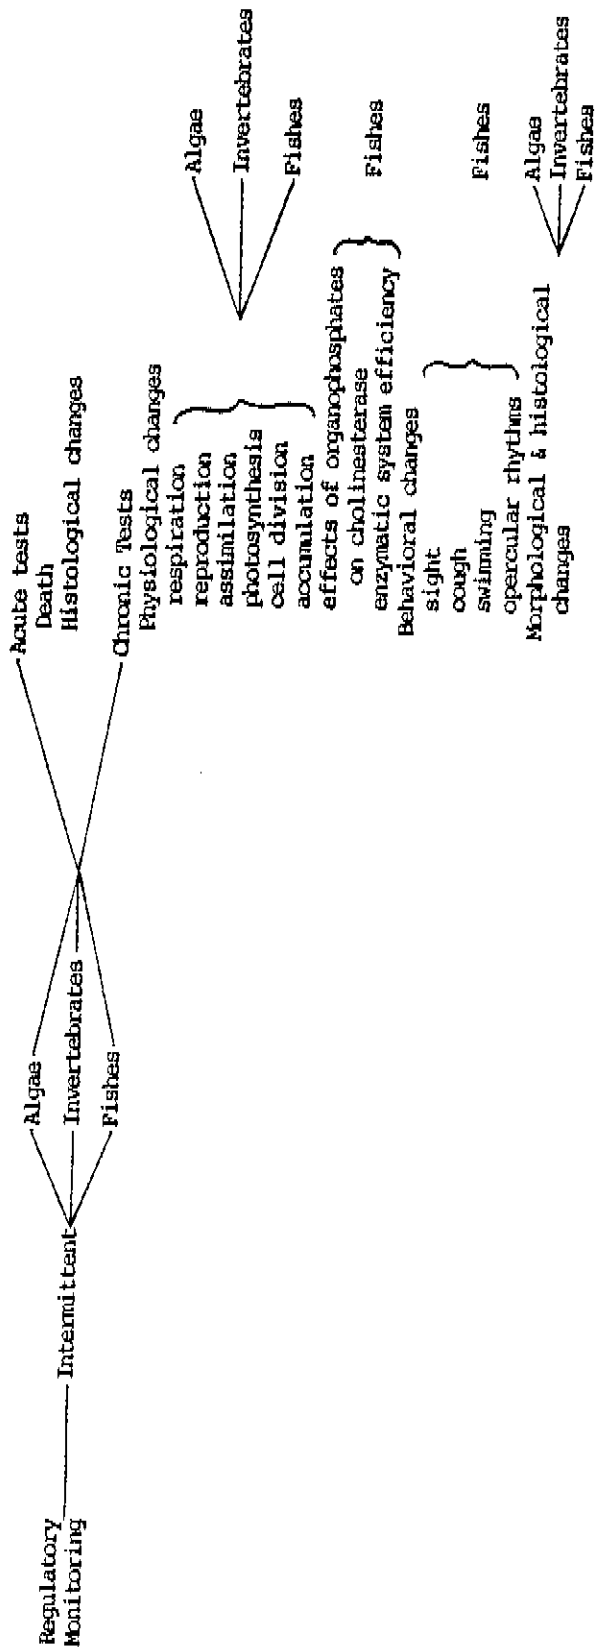 Regulatory
Monitoring
Intermittent
Algae
Invertebrates
Fishes
Acute tests
Death
Histological changes
Chronic Tests
Physiological changes
respiration
reproduction
assimilation
photosynthesis
cell division
accumulation
Algae
Invertebrates
Fishes
effects of organophosphates
on cholinesterase
enzymatic system efficiency
Fishes
Behavioral changes
sight
cough
swimming
opercular rhythms
Fishes
Morphological & histological
changes
Algae
Invertebrates
Fishes